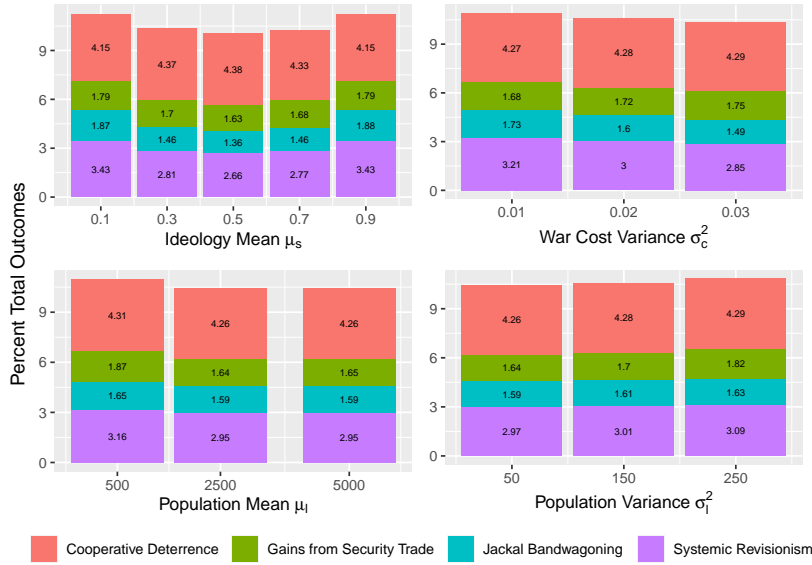 Percent Total Outcomes
9
6
3
0
4.15 4.37 4.38 4.33 4.15
1.79 1.7 1.63 1.68 1.79
1.87 1.46 1.36 1.46 1.88
3.43 2.81 2.66 2.77 3.43
0.1 0.3 0.5 0.7 0.9
Ideology Mean μₛ
9
6
3
0
4.27 4.28 4.29
1.68 1.72 1.75
1.73 1.6 1.49
3.21 3 2.85
0.01 0.02 0.03
War Cost Variance σ_c^2
9
6
3
0
4.31 4.26 4.26
1.87 1.64 1.65
1.65 1.59 1.59
3.16 2.95 2.95
500 2500 5000
Population Mean μ_l
9
6
3
0
4.26 4.28 4.29
1.64 1.7 1.82
1.59 1.61 1.63
2.97 3.01 3.09
50 150 250
Population Variance σ_l^2
Cooperative Deterrence Gains from Security Trade Jackal Bandwagoning Systemic Revisionism